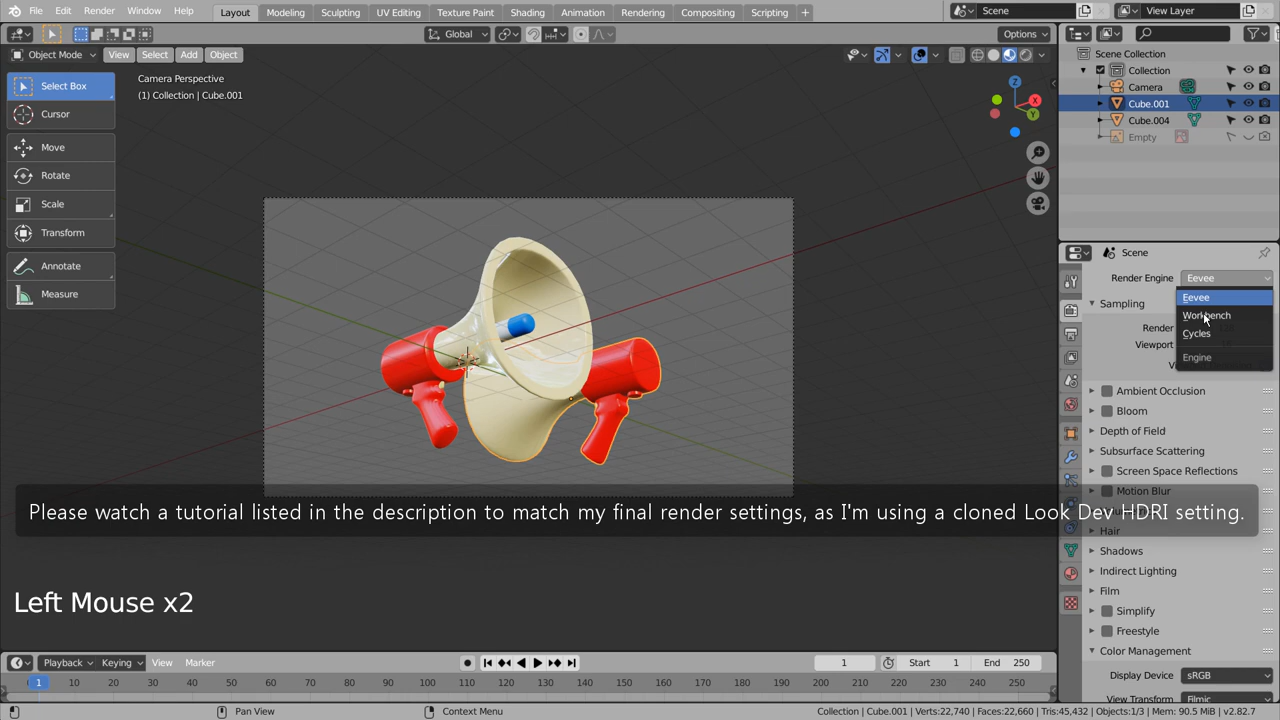 File Edit Render Window Help Layout Modeling Sculpting UV Editing Texture Paint Shading Animation Rendering Compositing Scripting + Scene View Layer
Global Options
Object Mode View Select Add Object
Scene Collection
Collection
Camera
Cube.001
Cube.004
Empty
Select Box
Cursor
Move
Rotate
Scale
Transform
Annotate
Measure
Camera Perspective
(1) Collection | Cube.001
Z
X
Y
Scene
Render Engine Eevee
Eevee
Workbench
Cycles
Engine
Sampling
Render
Viewport
Ambient Occlusion
Bloom
Depth of Field
Subsurface Scattering
Screen Space Reflections
Motion Blur
Hair
Shadows
Indirect Lighting
Film
Simplify
Freestyle
Color Management
Display Device sRGB
View Transform Filmic
Please watch a tutorial listed in the description to match my final render settings, as I'm using a cloned Look Dev HDRI setting.
Left Mouse x2
Playback Keying View Marker 1 Start 1 End 250
1 10 20 30 40 50 60 70 80 90 100 110 120 130 140 150 160 170 180 190 200 210 220 230 240 250
Pan View Context Menu Collection | Cube.001 | Verts:22,740 | Faces:22,660 | Tris:45,432 | Objects:1/3 | Mem: 90.5 MiB | v2.82.7